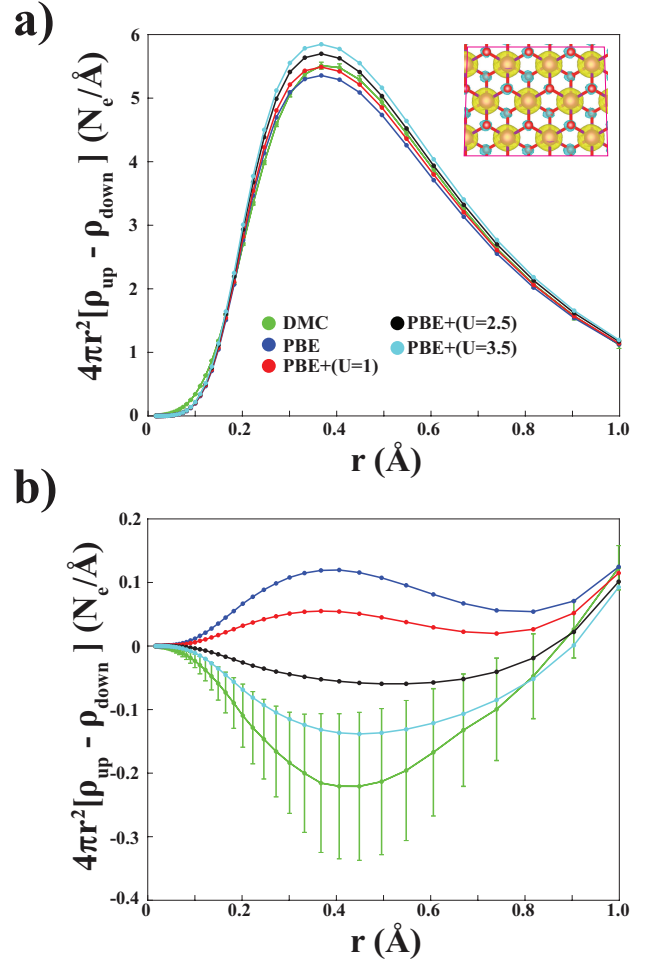 a)
4πr²[ρup - ρdown] (Ne/Å)
6
5
4
3
2
1
0
DMC
PBE
PBE+(U=1)
PBE+(U=2.5)
PBE+(U=3.5)
0 0.2 0.4 0.6 0.8 1.0
r (Å)
b)
4πr²[ρup - ρdown] (Ne/Å)
0.2
0.1
0
-0.1
-0.2
-0.3
-0.4
0 0.2 0.4 0.6 0.8 1.0
r (Å)